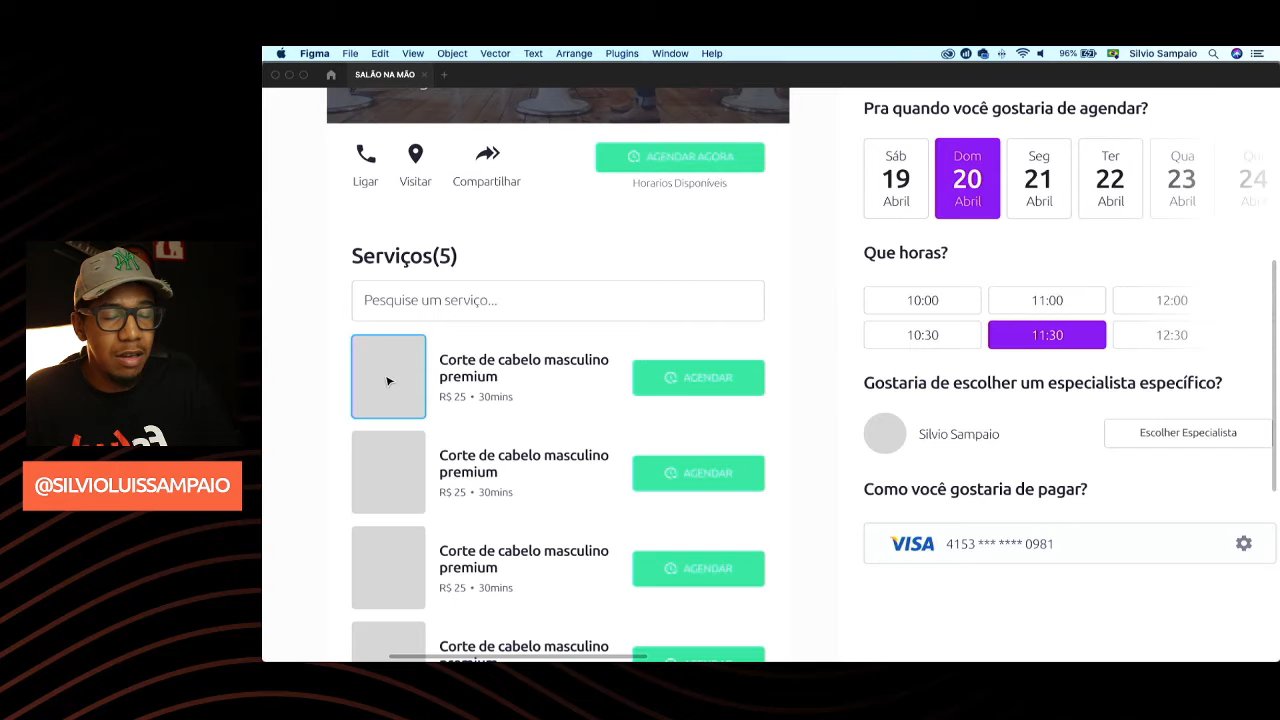 Figma File Edit View Object Vector Text Arrange Plugins Window Help
96% Silvio Sampaio
SALÃO NA MÃO
Ligar Visitar Compartilhar
AGENDAR AGORA
Horarios Disponíveis
Serviços(5)
Pesquise um serviço...
Corte de cabelo masculino
premium
R$ 25 • 30mins
AGENDAR
Corte de cabelo masculino
premium
R$ 25 • 30mins
AGENDAR
Corte de cabelo masculino
premium
R$ 25 • 30mins
AGENDAR
Corte de cabelo masculino
premium
Pra quando você gostaria de agendar?
Sáb Dom Seg Ter Qua
19 20 21 22 23 24
Abril Abril Abril Abril Abril
Que horas?
10:00 11:00 12:00
10:30 11:30 12:30
Gostaria de escolher um especialista específico?
Silvio Sampaio
Escolher Especialista
Como você gostaria de pagar?
VISA 4153 *** **** 0981
@SILVIOLUISSAMPAIO